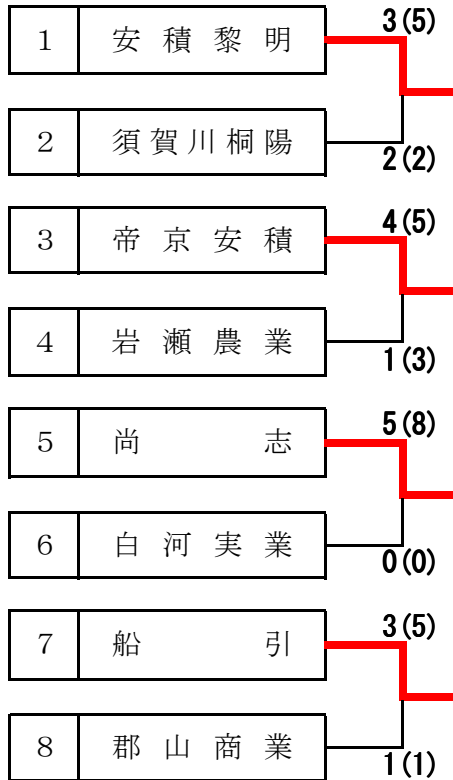 3(5)
1 安積黎明
2 須賀川桐陽
2(2)
4(5)
3 帝京安積
4 岩瀬農業
1(3)
5(8)
5 尚志
6 白河実業
0(0)
3(5)
7 船引
8 郡山商業
1(1)